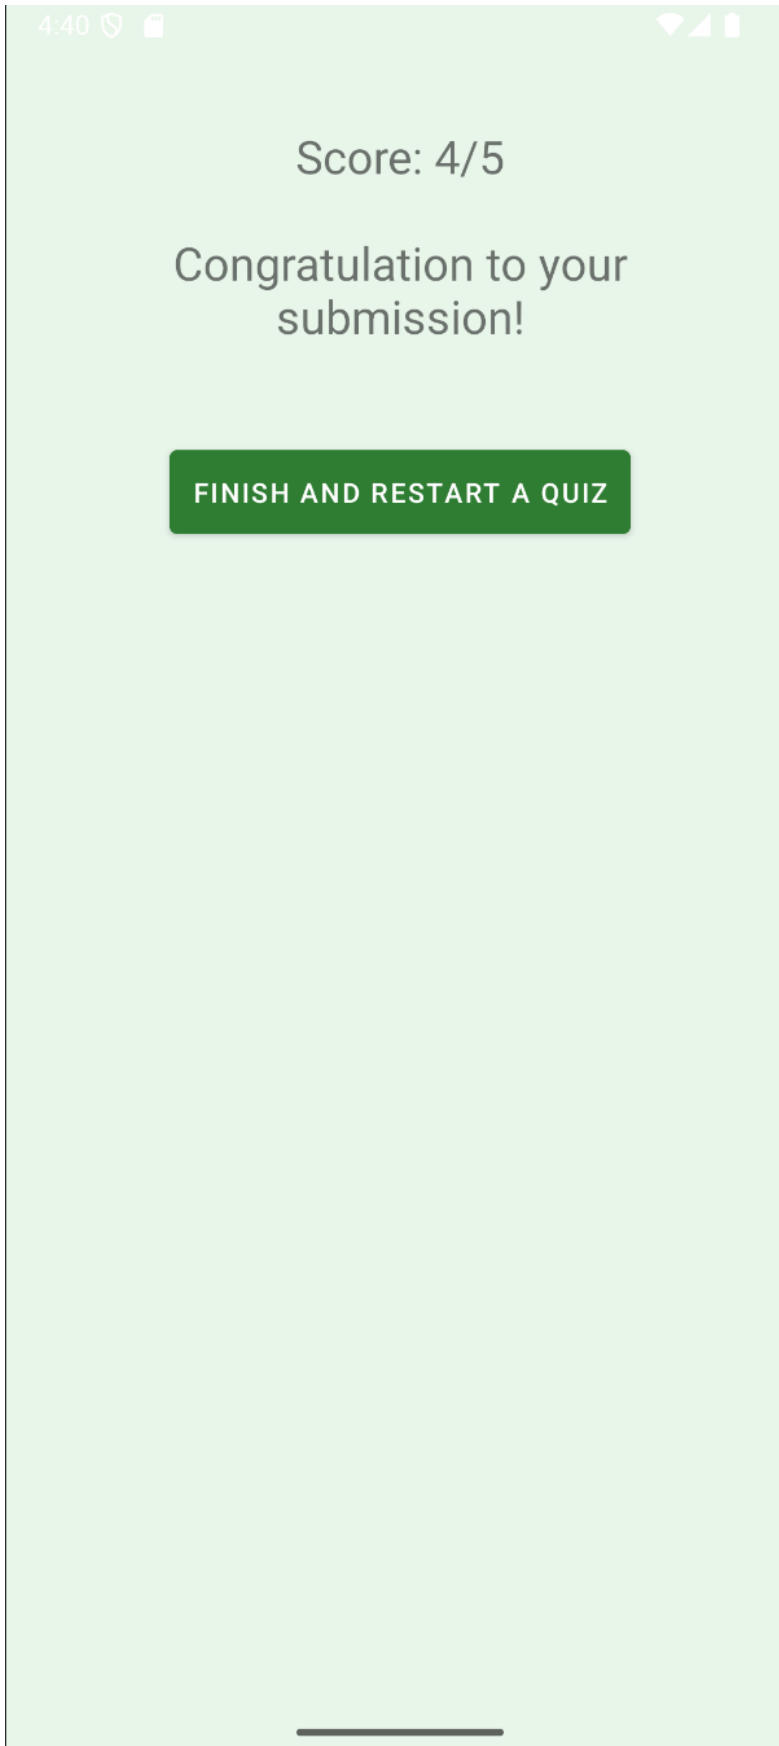 4:40
Score: 4/5
Congratulation to your
submission!
FINISH AND RESTART A QUIZ